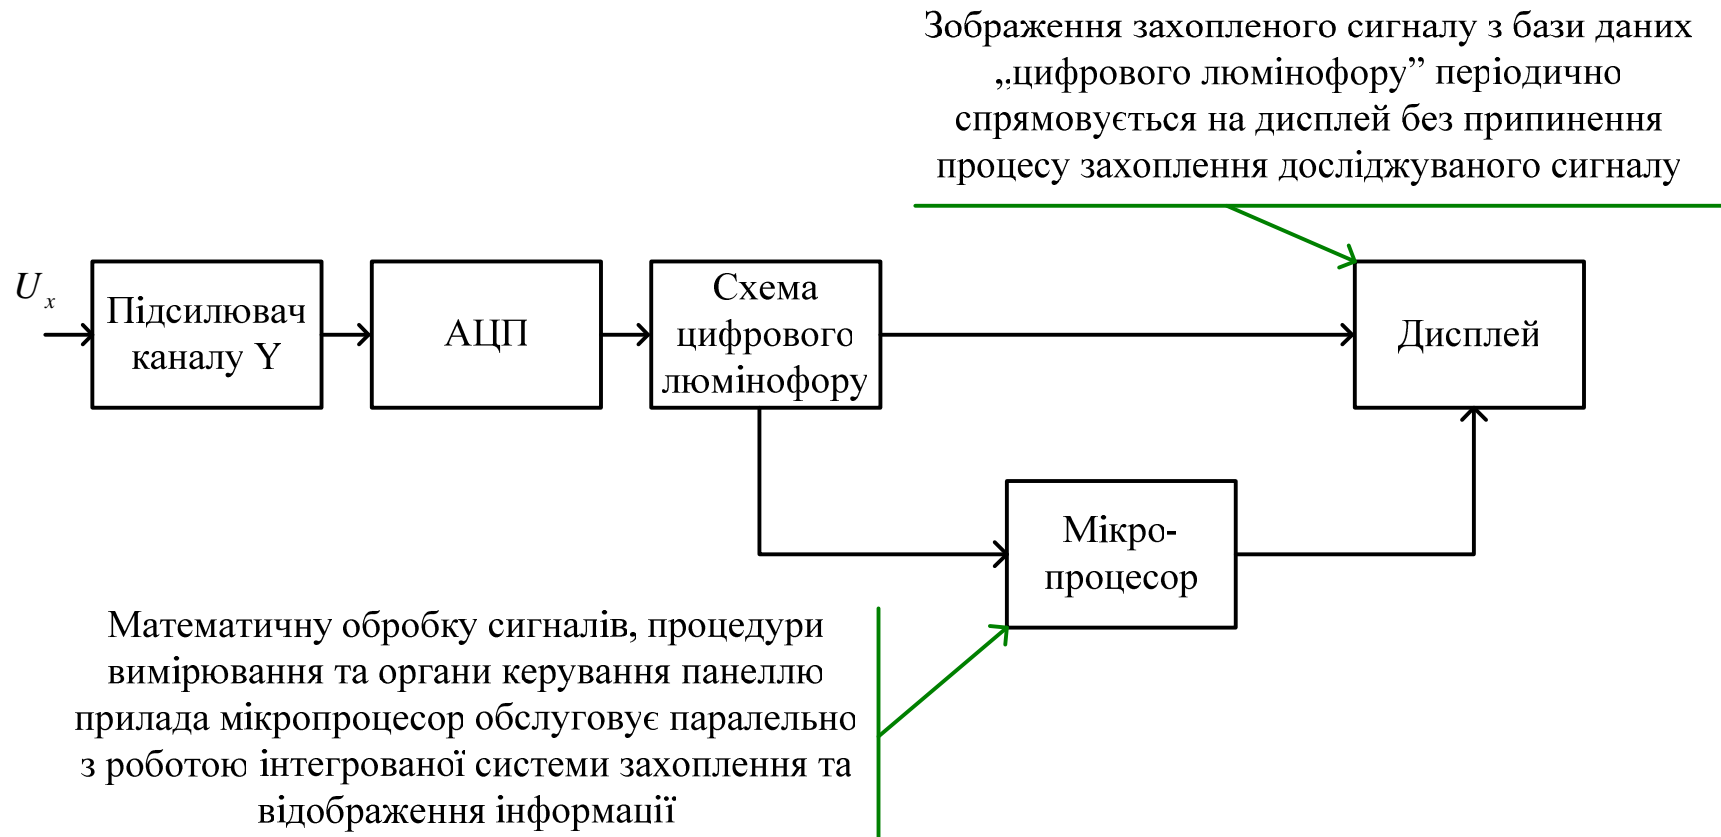 Зображення захопленого сигналу з бази даних
„цифрового люмінофору” періодично
спрямовується на дисплей без припинення
процесу захоплення досліджуваного сигналу
U x
Підсилювач
каналу Y
АЦП
Схема
цифрового
люмінофору
Дисплей
Мікро-
процесор
Математичну обробку сигналів, процедури
вимірювання та органи керування панеллю
прилада мікропроцесор обслуговує паралельно
з роботою інтегрованої системи захоплення та
відображення інформації